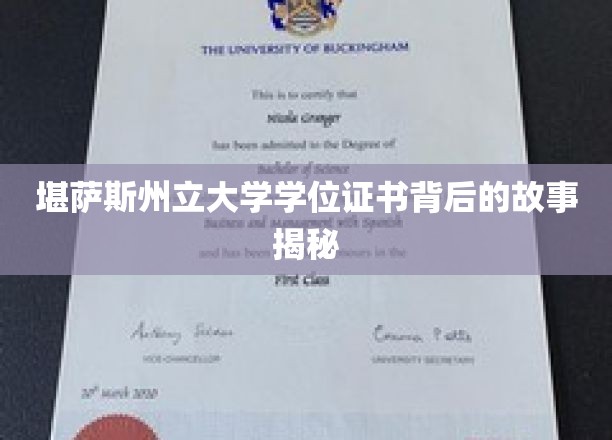 THE UNIVERSITY OF BUCKINGHAM
This is to certify that
Nicola Granger
has been admitted to the Degree of
Bachelor of Science
堪萨斯州立大学学位证书背后的故事
Business and Management with Spanish
揭秘
and has been
ours in the
First Class
VICE-CHANCELLOR
UNIVERSITY SECRETARY
20th March 2020